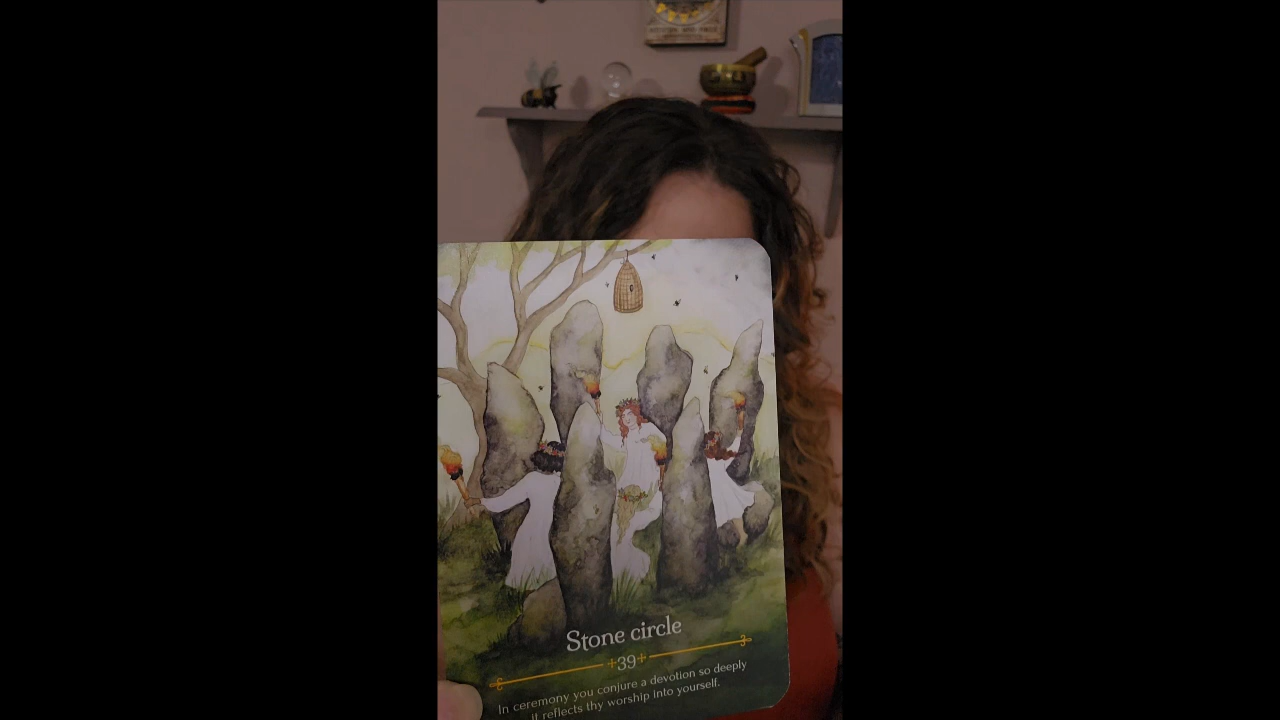 Stone circle
39
In ceremony you conjure a devotion so deeply
it reflects thy worship into yourself.